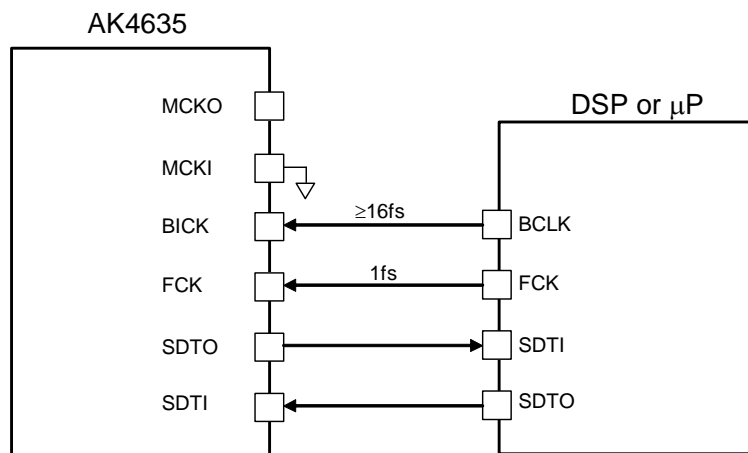 AK4635
DSP or μP
MCKO
MCKI
BICK
≥16fs
BCLK
FCK
1fs
FCK
SDTO
SDTI
SDTI
SDTO